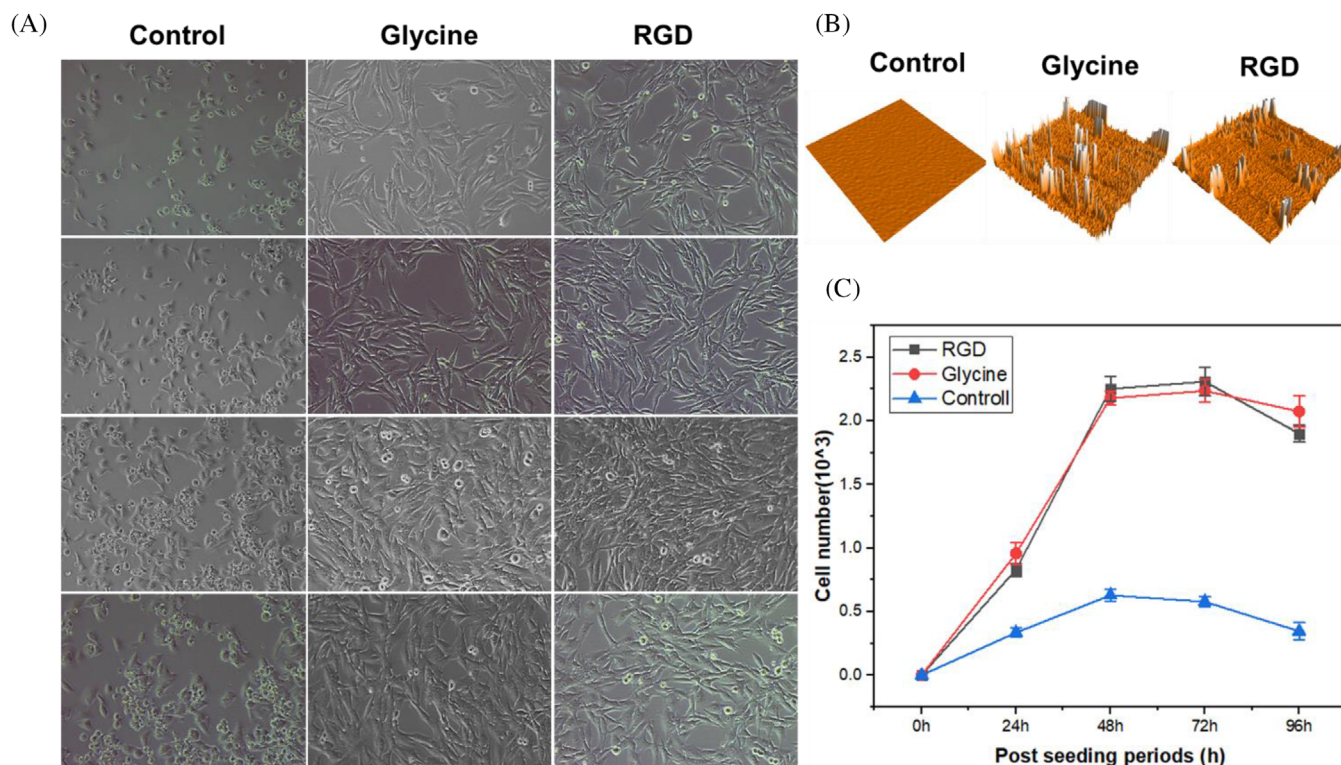 (A)
Control Glycine RGD
(B)
Control Glycine RGD
(C)
RGD
Glycine
Controll
Cell number(10^3)
2.5
2.0
1.5
1.0
0.5
0.0
0h 24h 48h 72h 96h
Post seeding periods (h)